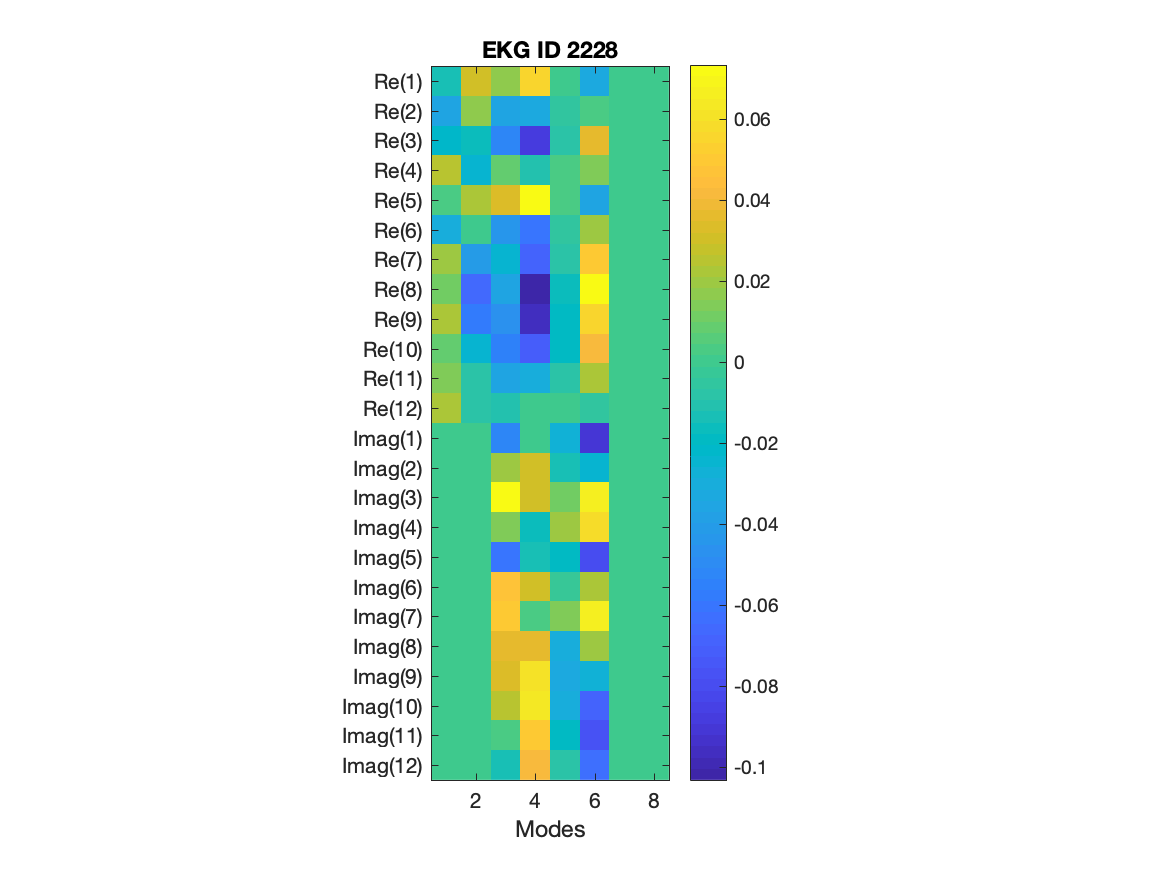 EKG ID 2228
Re(1)
Re(2)
Re(3)
Re(4)
Re(5)
Re(6)
Re(7)
Re(8)
Re(9)
Re(10)
Re(11)
Re(12)
Imag(1)
Imag(2)
Imag(3)
Imag(4)
Imag(5)
Imag(6)
Imag(7)
Imag(8)
Imag(9)
Imag(10)
Imag(11)
Imag(12)
2 4 6 8
Modes
0.06
0.04
0.02
0
-0.02
-0.04
-0.06
-0.08
-0.1